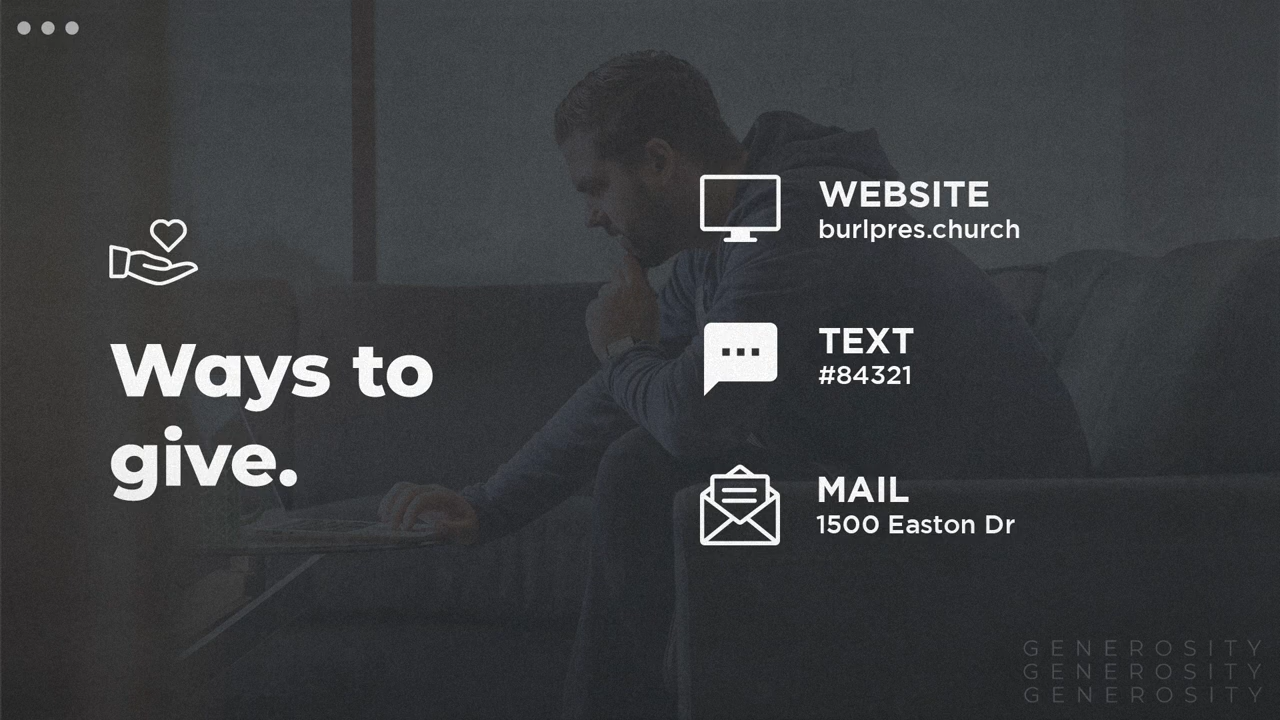 Ways to
give.
WEBSITE
burlpres.church
TEXT
#84321
MAIL
1500 Easton Dr
GENEROSITY
GENEROSITY
GENEROSITY